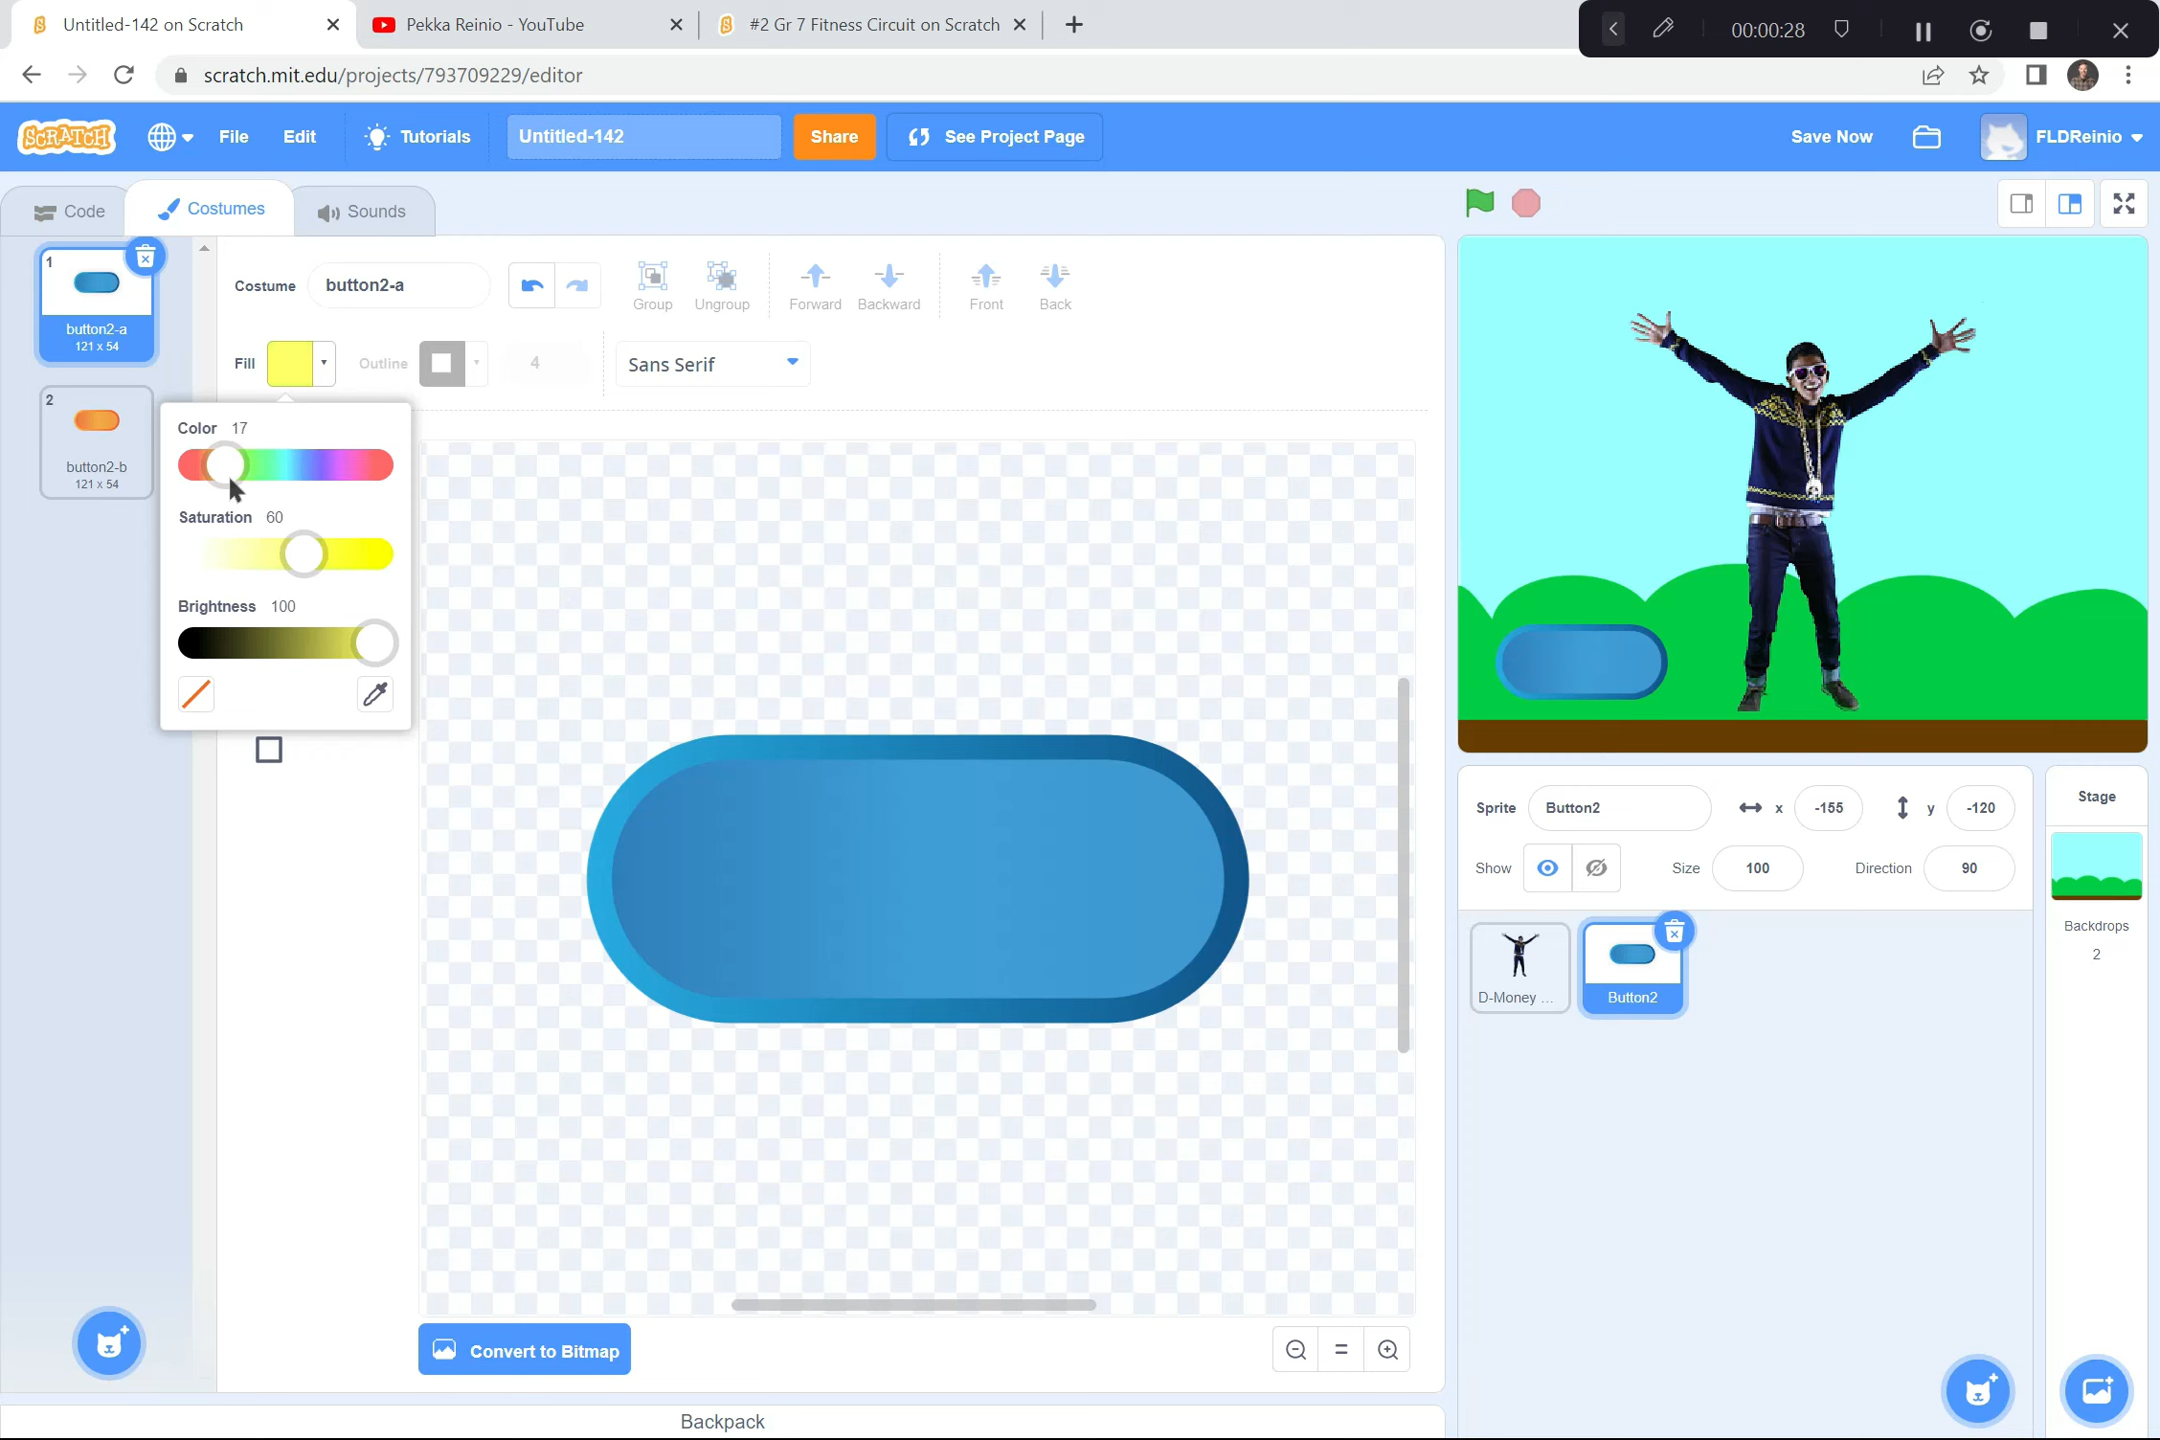 Untitled-142 on Scratch
Pekka Reinio - YouTube
#2 Gr 7 Fitness Circuit on Scratch
00:00:28
scratch.mit.edu/projects/793709229/editor
SCRATCH
File
Edit
Tutorials
Untitled-142
Share
See Project Page
Save Now
FLDReinio
Code
Costumes
Sounds
1
button2-a
121 x 54
2
button2-b
121 x 54
Costume
button2-a
Group
Ungroup
Forward
Backward
Front
Back
Fill
Outline
4
Sans Serif
Color 17
Saturation 60
Brightness 100
Convert to Bitmap
Backpack
Sprite
Button2
x
-155
y
-120
Show
Size
100
Direction
90
D-Money ...
Button2
Stage
Backdrops
2